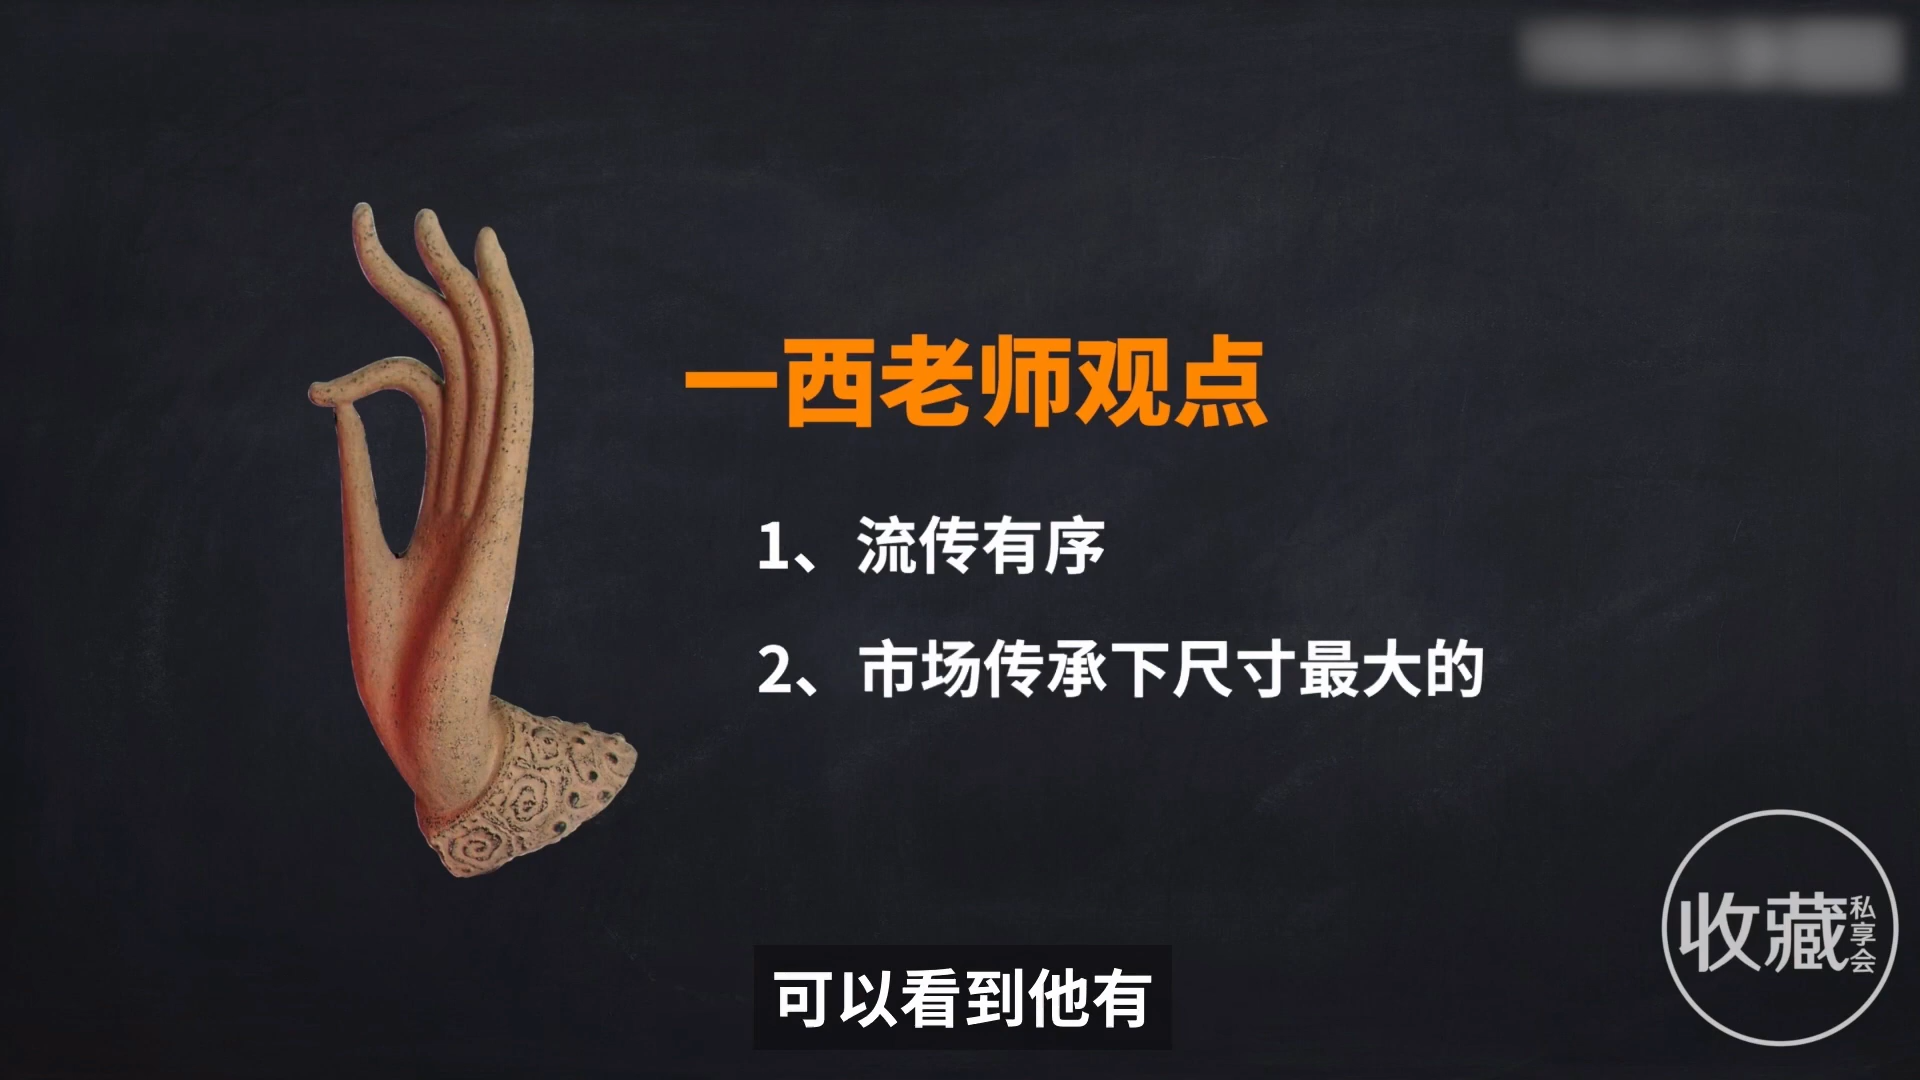 一西老师观点
1、流传有序
2、市场传承下尺寸最大的
收藏
私享会
可以看到他有